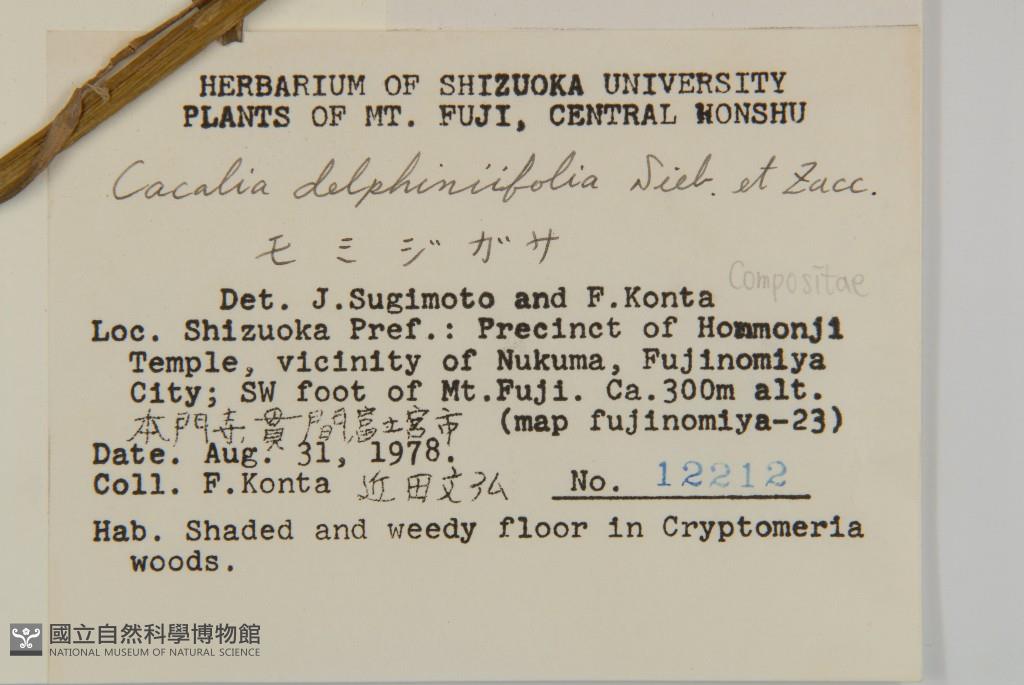 HERBARIUM OF SHIZUOKA UNIVERSITY
PLANTS OF MT. FUJI, CENTRAL HONSHU
Cacalia delphiniifolia Sieb. et Zucc.
モミジガサ
Compositae
Det. J.Sugimoto and F.Konta
Loc. Shizuoka Pref.: Precinct of Hommonji
Temple, vicinity of Nukuma, Fujinomiya
City; SW foot of Mt.Fuji. Ca.300m alt.
本門寺貫間富士宮市 (map fujinomiya-23)
Date. Aug. 31, 1978.
Coll. F.Konta 近田文弘 No. 12212
Hab. Shaded and weedy floor in Cryptomeria
woods.
國立自然科學博物館
NATIONAL MUSEUM OF NATURAL SCIENCE